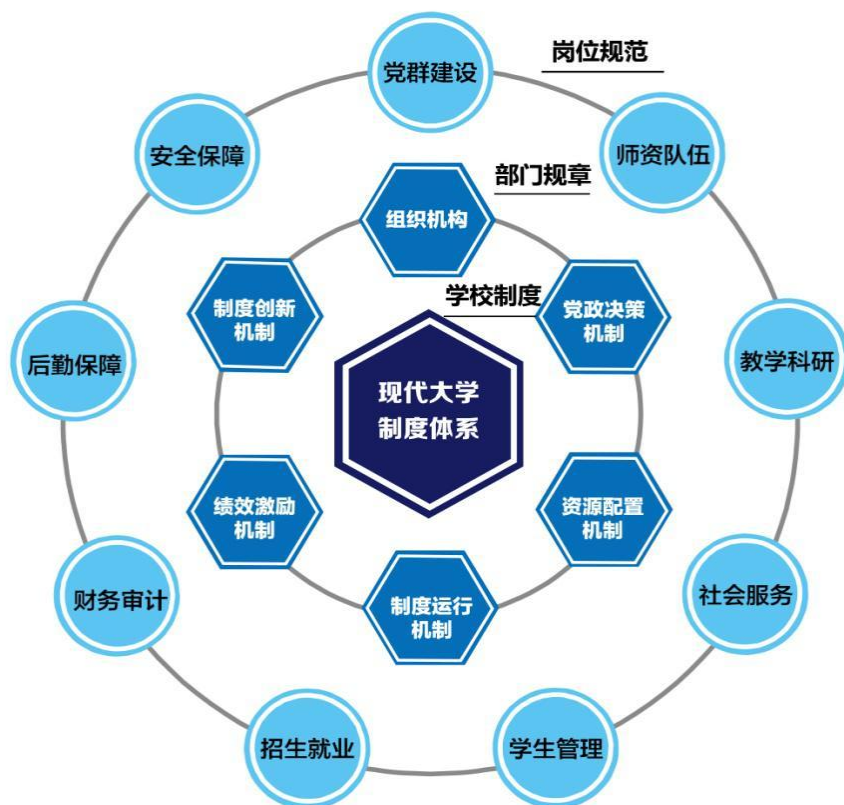 岗位规范
党群建设
安全保障
师资队伍
部门规章
组织机构
学校制度
制度创新
机制
党政决策
机制
后勤保障
现代大学
制度体系
教学科研
绩效激励
机制
资源配置
机制
财务审计
制度运行
机制
社会服务
招生就业
学生管理